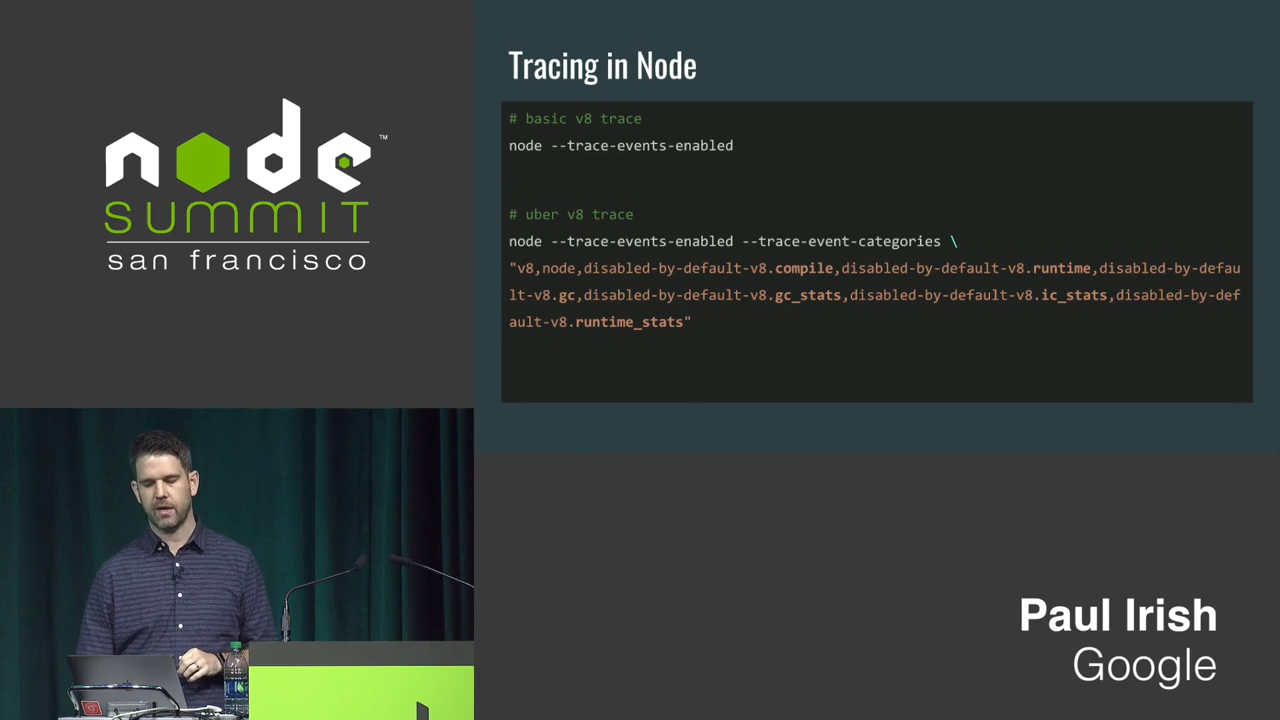 node™
SUMMIT
san francisco
Tracing in Node
# basic v8 trace
node --trace-events-enabled
# uber v8 trace
node --trace-events-enabled --trace-event-categories \
"v8,node,disabled-by-default-v8.compile,disabled-by-default-v8.runtime,disabled-by-defau
lt-v8.gc,disabled-by-default-v8.gc_stats,disabled-by-default-v8.ic_stats,disabled-by-def
ault-v8.runtime_stats"
Paul Irish
Google